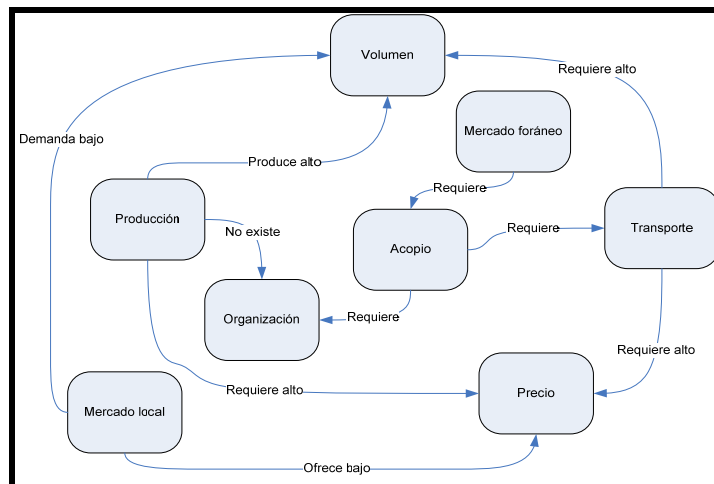 Volumen
Requiere alto
Mercado foráneo
Demanda bajo
Produce alto
Requiere
Producción
No existe
Acopio
Requiere
Transporte
Organización
Requiere
Requiere alto
Requiere alto
Precio
Mercado local
Ofrece bajo